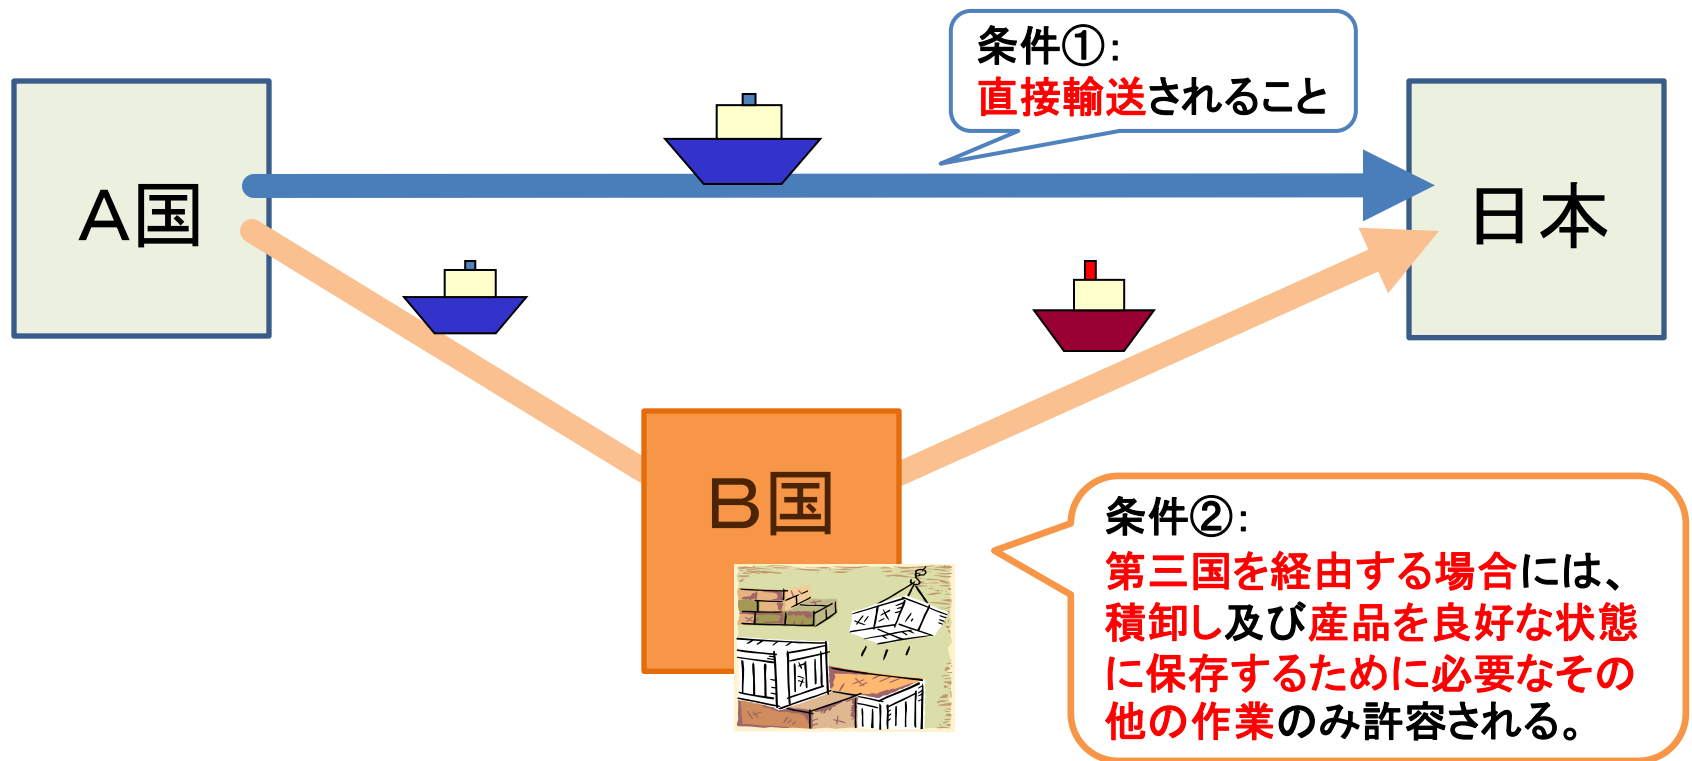 条件①：
直接輸送されること
A国
日本
B国
条件②：
第三国を経由する場合には、
積卸し及び産品を良好な状態
に保存するために必要なその
他の作業のみ許容される。